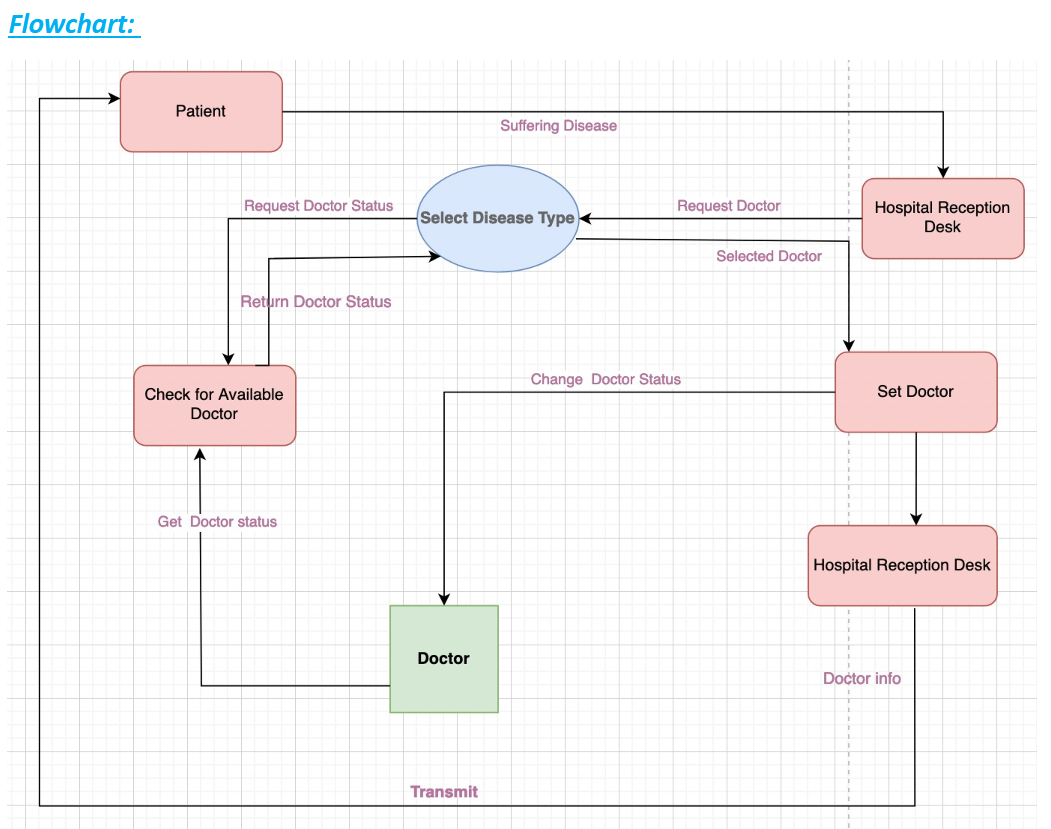 Flowchart:
Patient
Suffering Disease
Hospital Reception
Desk
Request Doctor Status
Select Disease Type
Request Doctor
Selected Doctor
Return Doctor Status
Check for Available
Doctor
Change Doctor Status
Set Doctor
Get Doctor status
Hospital Reception Desk
Doctor
Doctor info
Transmit